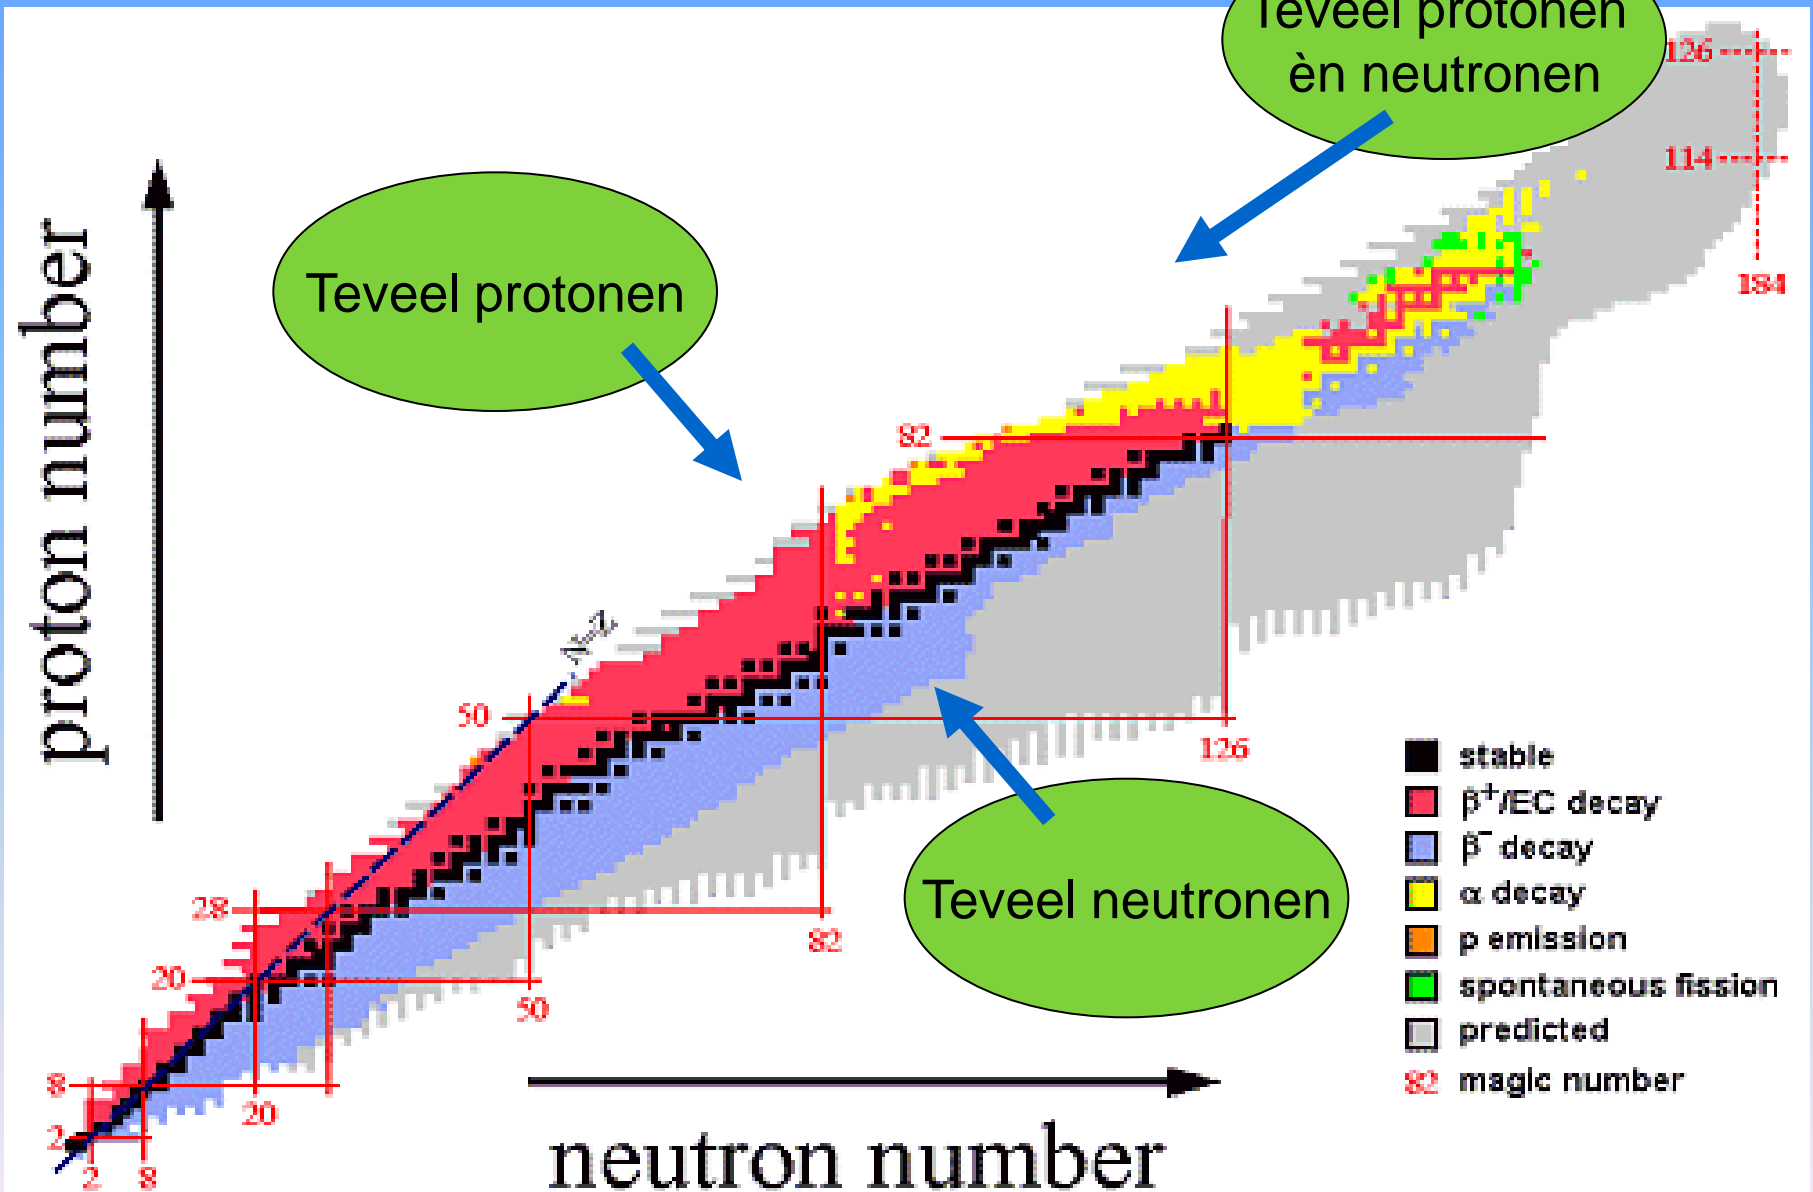 Teveel protonen
èn neutronen
126
114
184
Teveel protonen
proton number
82
N=Z
50
126
Teveel neutronen
28
82
20
50
8
20
2
2
8
neutron number
stable
β⁺/EC decay
β⁻ decay
α decay
p emission
spontaneous fission
predicted
82 magic number